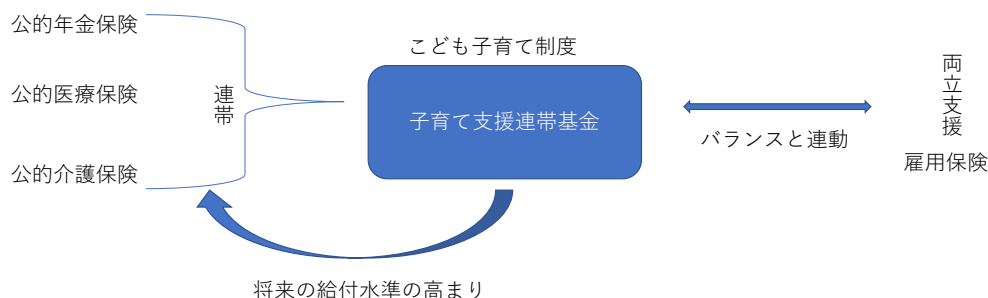 公的年金保険
公的医療保険
公的介護保険
連帯
こども子育て制度
子育て支援連帯基金
バランスと連動
両立支援
雇用保険
将来の給付水準の高まり